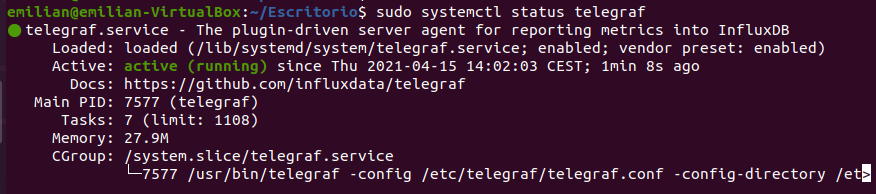 emilian@emilian-VirtualBox:~/Escritorio$ sudo systemctl status telegraf
● telegraf.service - The plugin-driven server agent for reporting metrics into InfluxDB
Loaded: loaded (/lib/systemd/system/telegraf.service; enabled; vendor preset: enabled)
Active: active (running) since Thu 2021-04-15 14:02:03 CEST; 1min 8s ago
Docs: https://github.com/influxdata/telegraf
Main PID: 7577 (telegraf)
Tasks: 7 (limit: 1108)
Memory: 27.9M
CGroup: /system.slice/telegraf.service
└─7577 /usr/bin/telegraf -config /etc/telegraf/telegraf.conf -config-directory /et>